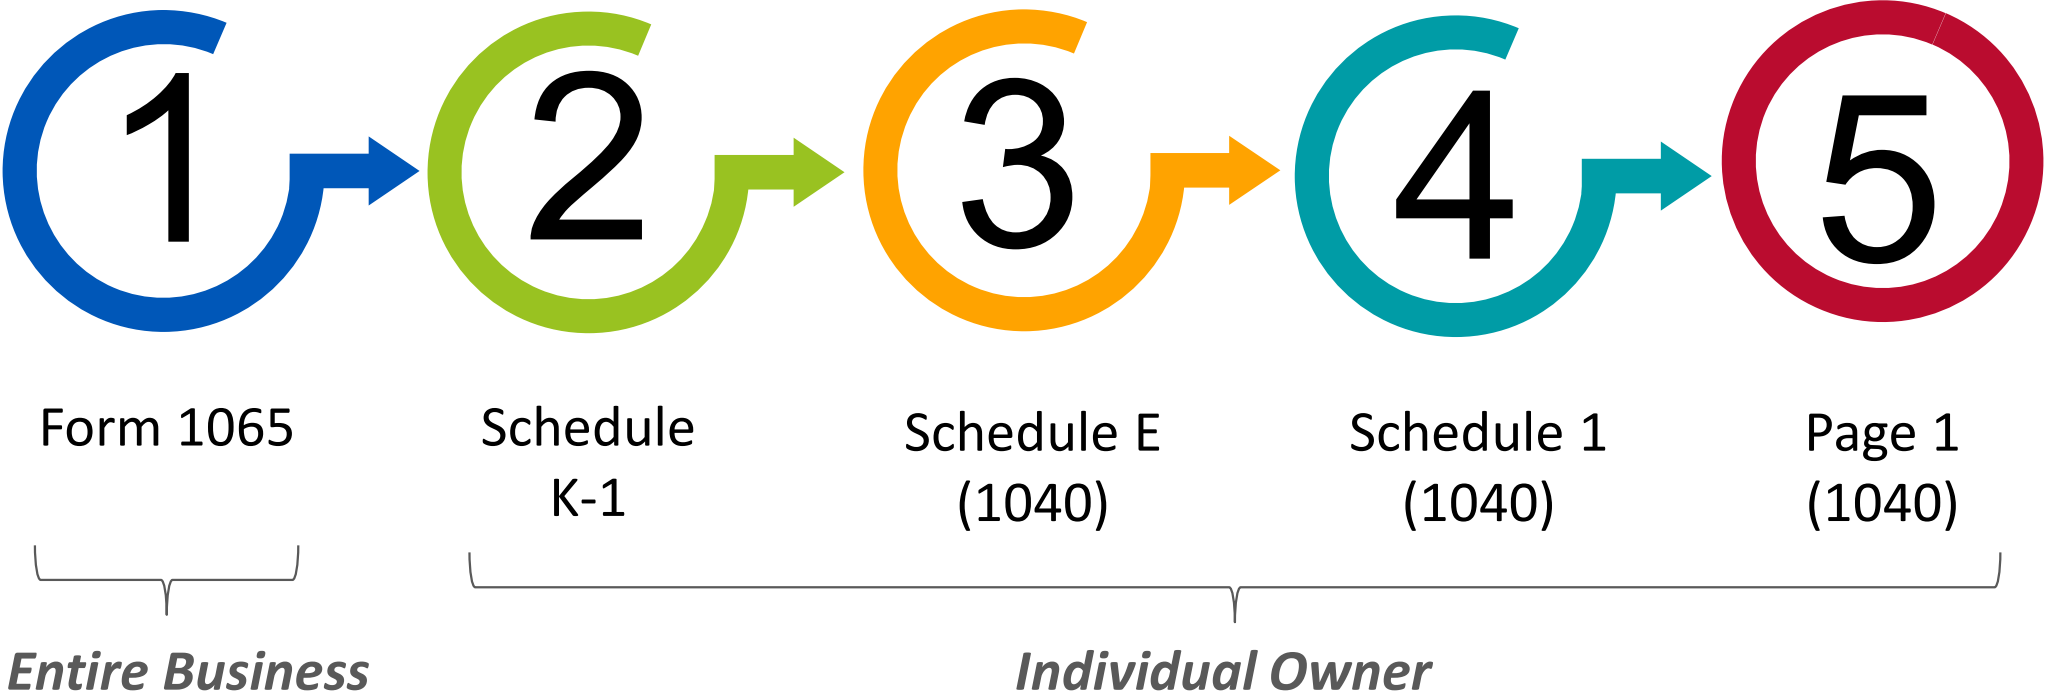 1
2
3
4
5
Form 1065
Schedule
K-1
Schedule E
(1040)
Schedule 1
(1040)
Page 1
(1040)
Entire Business
Individual Owner